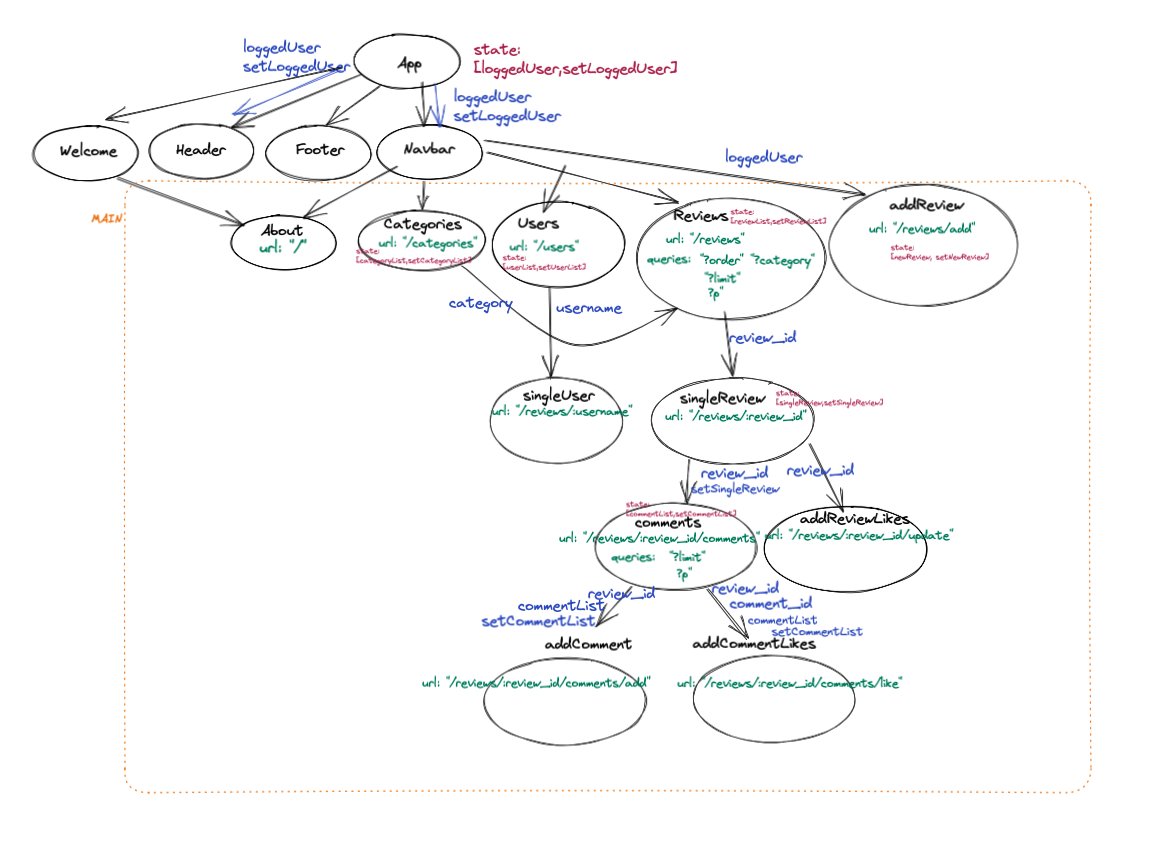 loggedUser
setLoggedUser
App
state:
[loggedUser,setLoggedUser]
loggedUser
setLoggedUser
Welcome
Header
Footer
Navbar
loggedUser
MAIN
About
url: "/"
Categories
url: "/categories"
state:
[categoryList,setCategoryList]
Users
url: "/users"
state:
[userList,setUserList]
Reviews
state:
[reviewList,setReviewList]
url: "/reviews"
queries: "?order" "?category"
"?limit"
?p"
addReview
url: "/reviews/add"
state:
[newReview, setNewReview]
category
username
review_id
singleUser
url: "/reviews/:username"
singleReview
state:
[singleReview,setSingleReview]
url: "/reviews/:review_id"
review_id
setSingleReview
review_id
state:
[commentList,setCommentList]
comments
url: "/reviews/:review_id/comments"
queries: "?limit"
?p"
addReviewLikes
url: "/reviews/:review_id/update"
review_id
commentList
setCommentList
review_id
comment_id
commentList
setCommentList
addComment
url: "/reviews/:review_id/comments/add"
addCommentLikes
url: "/reviews/:review_id/comments/like"